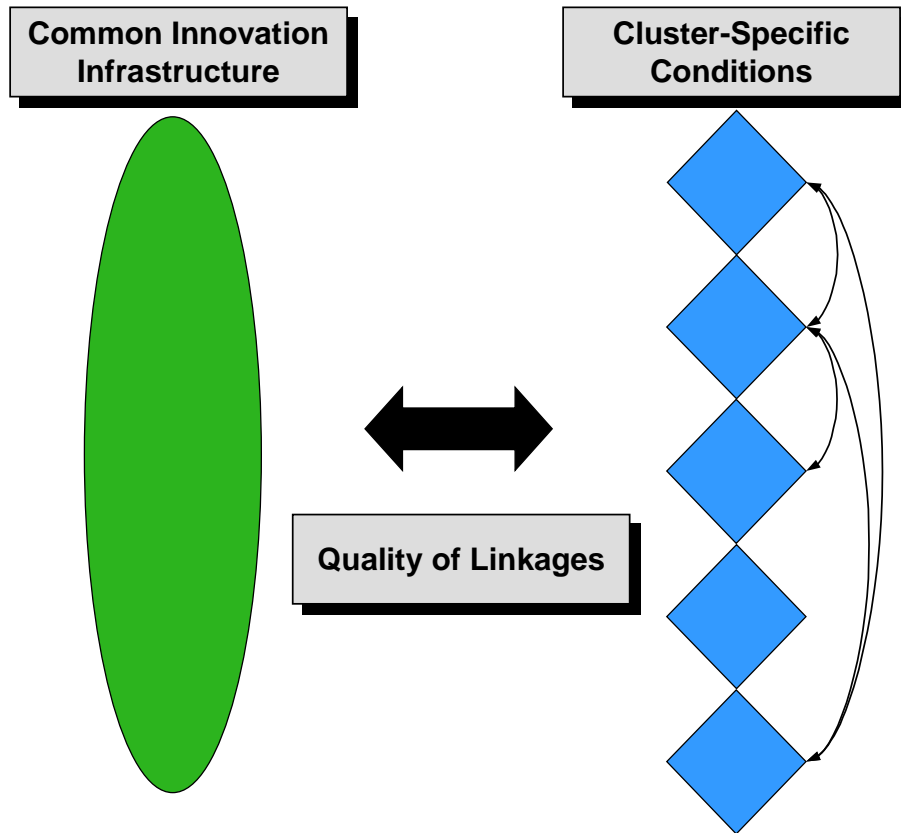 Common Innovation
Infrastructure
Cluster-Specific
Conditions
Quality of Linkages